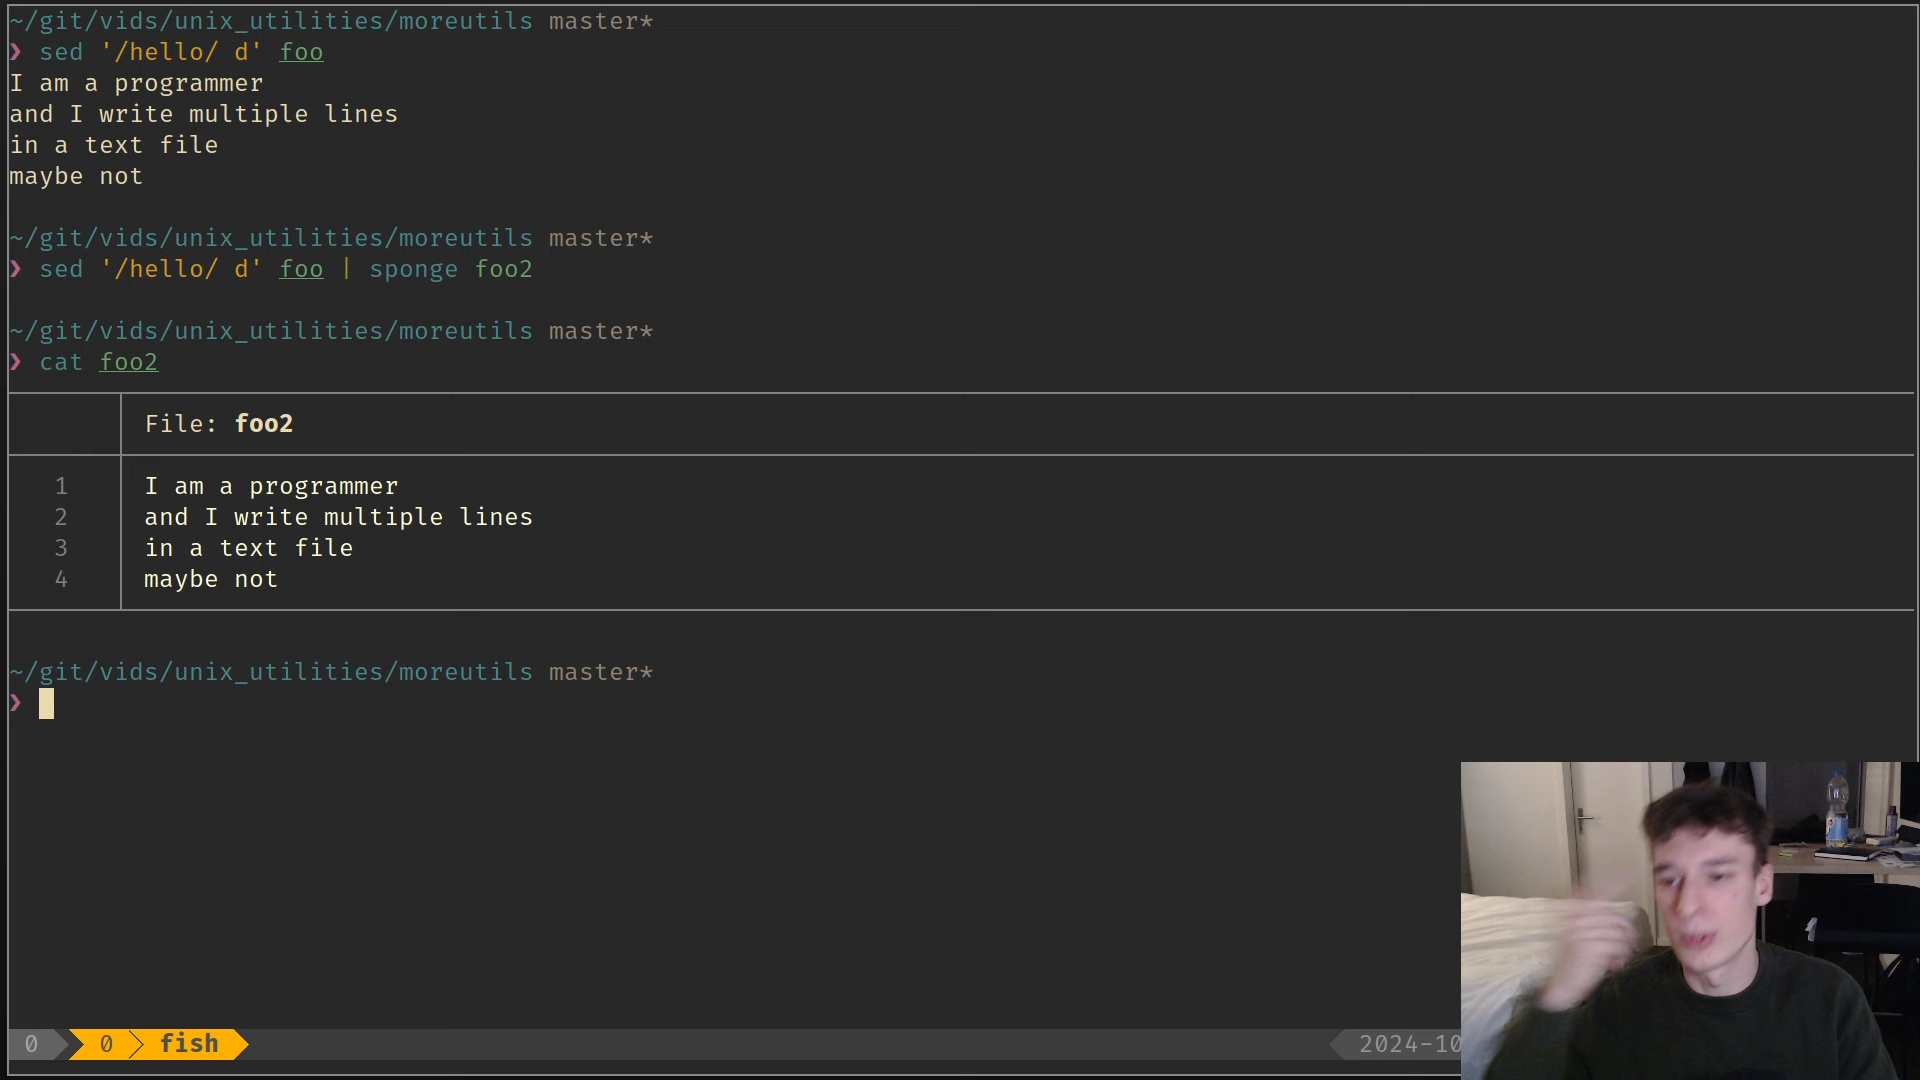 ~/git/vids/unix_utilities/moreutils master*
❯ sed '/hello/ d' foo
I am a programmer
and I write multiple lines
in a text file
maybe not
~/git/vids/unix_utilities/moreutils master*
❯ sed '/hello/ d' foo | sponge foo2
~/git/vids/unix_utilities/moreutils master*
❯ cat foo2
File: foo2
1 I am a programmer
2 and I write multiple lines
3 in a text file
4 maybe not
~/git/vids/unix_utilities/moreutils master*
❯
0 0 fish 2024-10